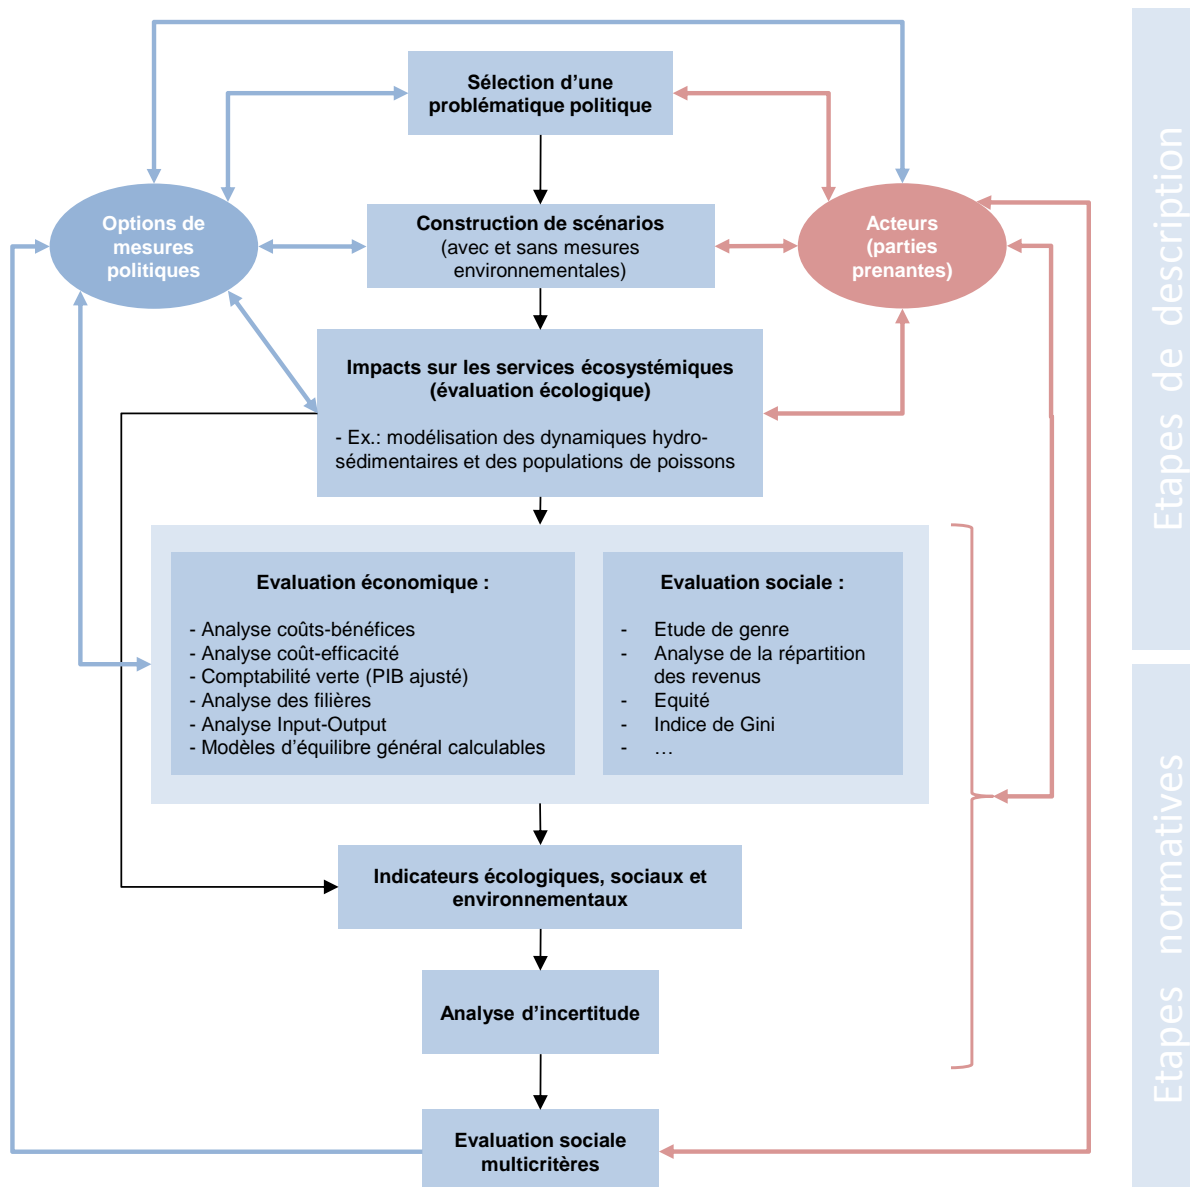 Sélection d’une
problématique politique
Options de
mesures
politiques
Construction de scénarios
(avec et sans mesures
environnementales)
Acteurs
(parties
prenantes)
Impacts sur les services écosystémiques
(évaluation écologique)
- Ex.: modélisation des dynamiques hydro-
sédimentaires et des populations de poissons
Evaluation économique :
- Analyse coûts-bénéfices
- Analyse coût-efficacité
- Comptabilité verte (PIB ajusté)
- Analyse des filières
- Analyse Input-Output
- Modèles d’équilibre général calculables
Evaluation sociale :
- Etude de genre
- Analyse de la répartition
des revenus
- Equité
- Indice de Gini
- …
Indicateurs écologiques, sociaux et
environnementaux
Analyse d’incertitude
Evaluation sociale
multicritères
Etapes de description
Etapes normatives